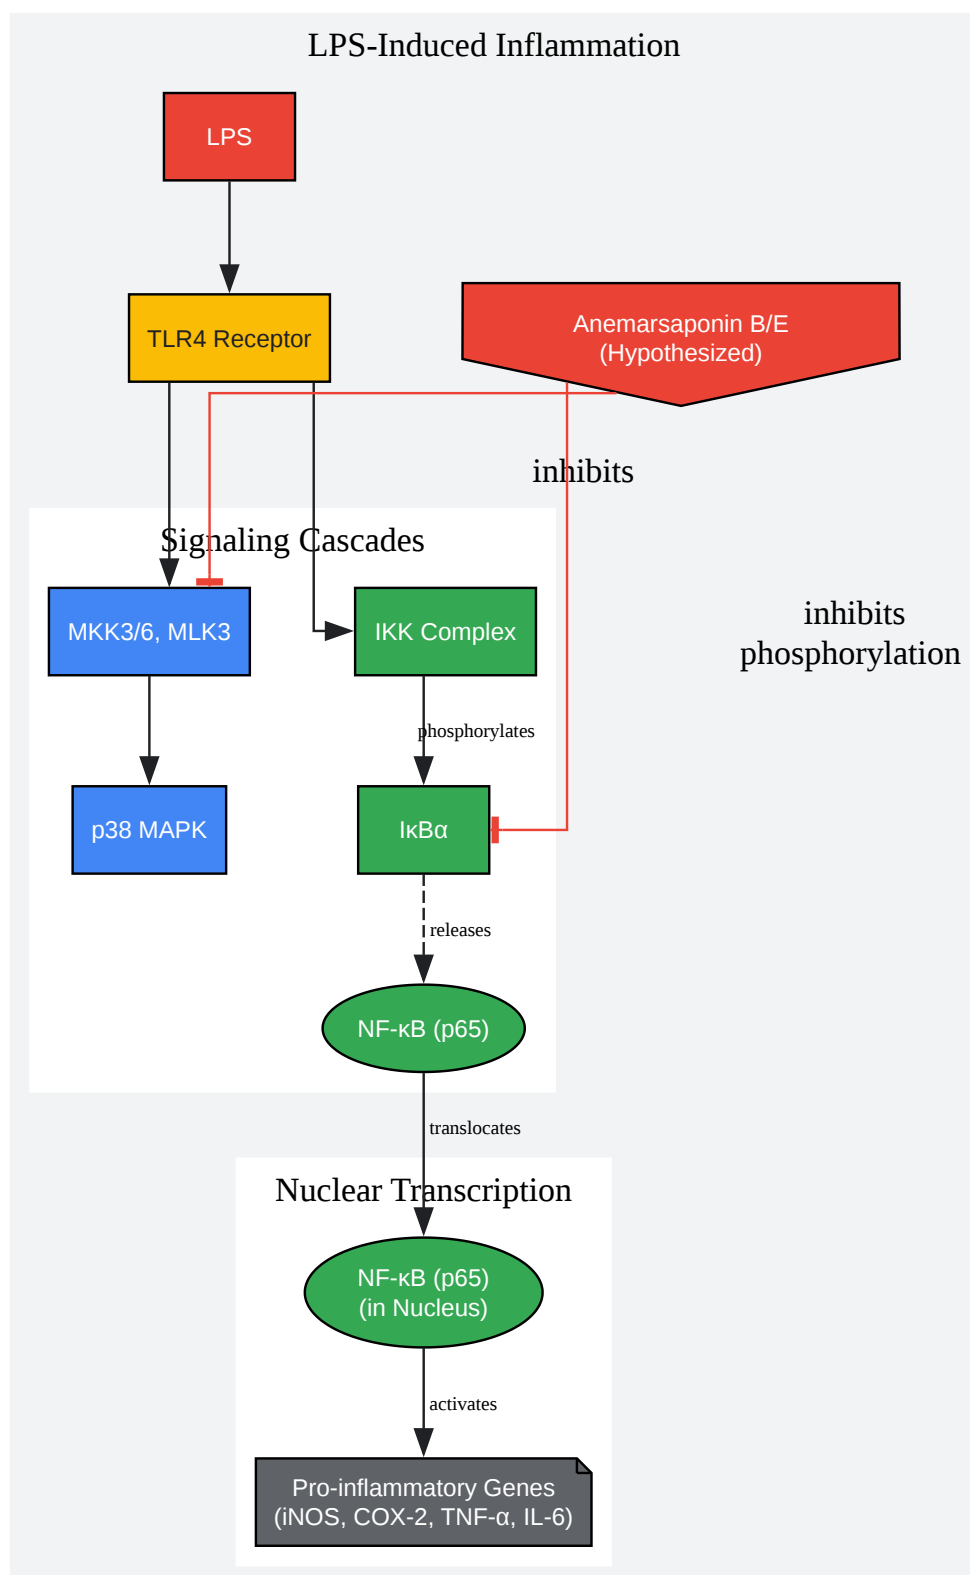 LPS-Induced Inflammation
LPS
TLR4 Receptor
Anemarsaponin B/E
(Hypothesized)
inhibits
Signaling Cascades
MKK3/6, MLK3
IKK Complex
inhibits
phosphorylation
phosphorylates
p38 MAPK
IκBα
releases
NF-κB (p65)
translocates
Nuclear Transcription
NF-κB (p65)
(in Nucleus)
activates
Pro-inflammatory Genes
(iNOS, COX-2, TNF-α, IL-6)